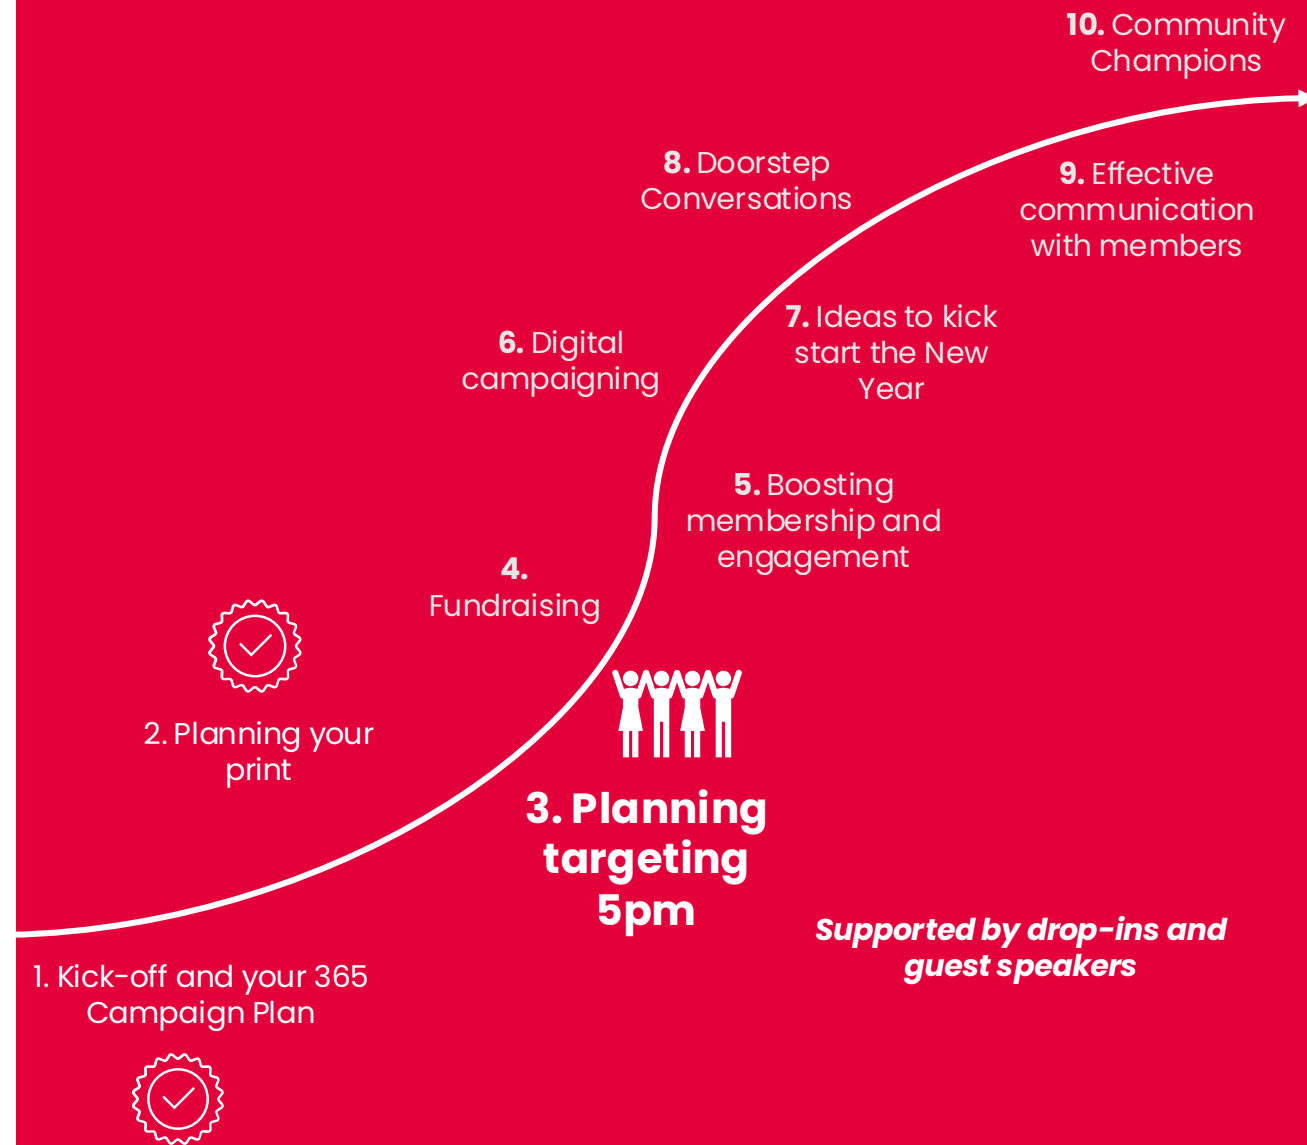 10. Community
Champions
8. Doorstep
Conversations
9. Effective
communication
with members
7. Ideas to kick
start the New
Year
6. Digital
campaigning
5. Boosting
membership and
engagement
4.
Fundraising
2. Planning your
print
3. Planning
targeting
5pm
Supported by drop-ins and
guest speakers
1. Kick-off and your 365
Campaign Plan